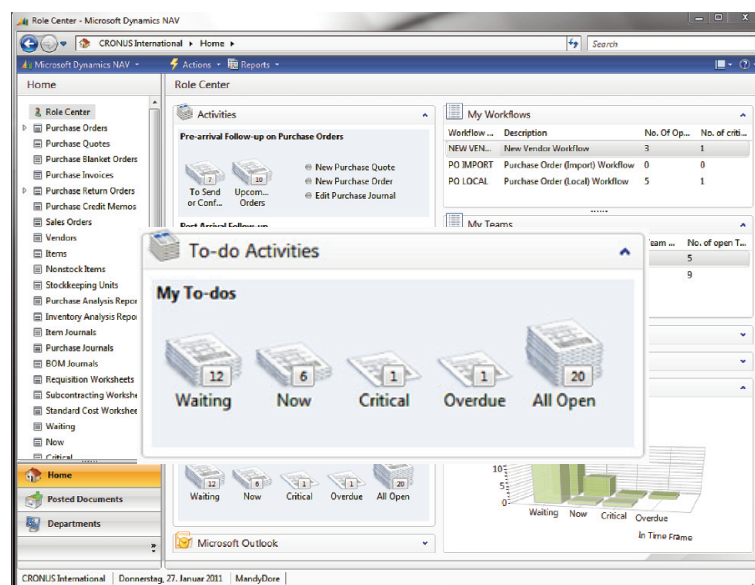 Role Center - Microsoft Dynamics NAV
CRONUS International ▸ Home ▸
Search
Microsoft Dynamics NAV
Actions
Reports
Home
Role Center
Purchase Orders
Purchase Quotes
Purchase Blanket Orders
Purchase Invoices
Purchase Return Orders
Purchase Credit Memos
Sales Orders
Vendors
Items
Nonstock Items
Stockkeeping Units
Purchase Analysis Repor
Inventory Analysis Repo
Item Journals
Purchase Journals
BOM Journals
Requisition Worksheets
Subcontracting Workshe
Standard Cost Workshee
Waiting
Now
Critical
Home
Posted Documents
Departments
Role Center
Activities
Pre-arrival Follow-up on Purchase Orders
7
To Send
or Conf...
10
Upcom...
Orders
New Purchase Quote
New Purchase Order
Edit Purchase Journal
Post Arrival Follow-up
My Workflows
Workflow ... Description No. Of Op... No. of criti...
NEW VEN... New Vendor Workflow 3 1
PO IMPORT Purchase Order (Import) Workflow 0 0
PO LOCAL Purchase Order (Local) Workflow 5 1
My Teams
Team ... No. of open T...
5
9
To-do Activities
My To-dos
12 6 1 1 20
Waiting Now Critical Overdue All Open
12 6 1 1 20
Waiting Now Critical Overdue All Open
Microsoft Outlook
10
5
0
Waiting Now Critical Overdue
In Time Frame
CRONUS International Donnerstag, 27. Januar 2011 MandyDore